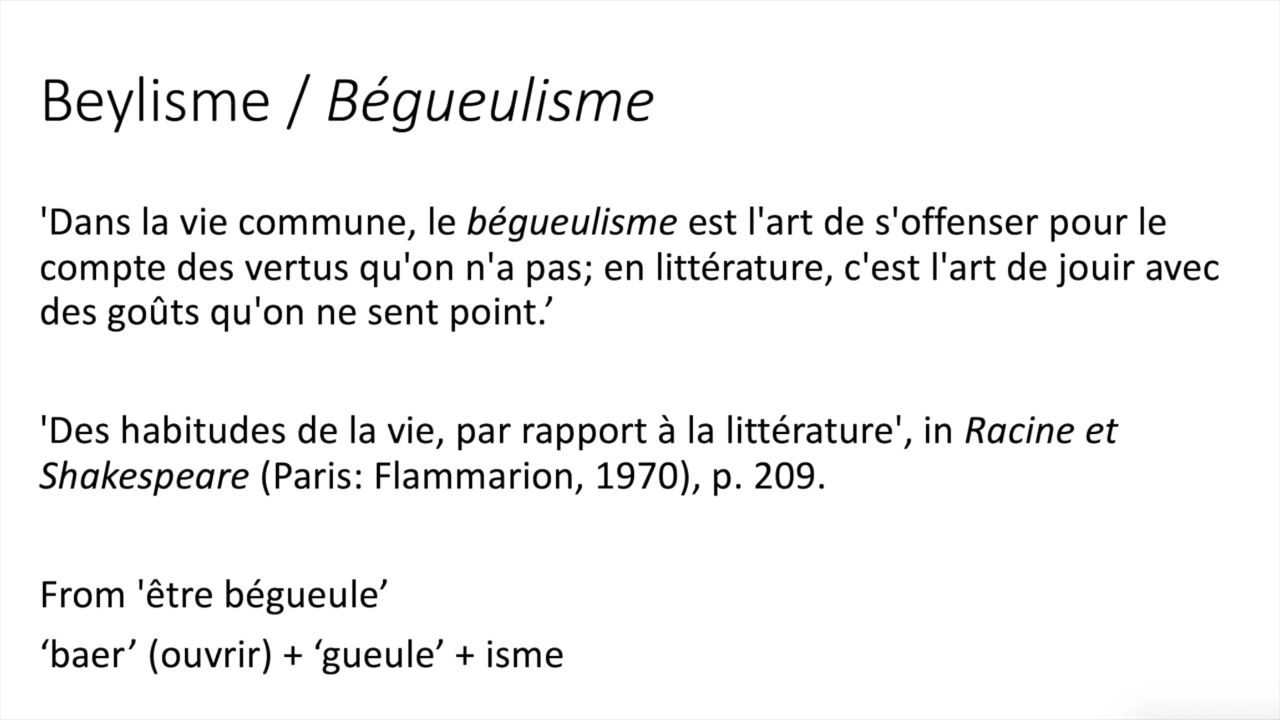 Beylisme / Bégueulisme
'Dans la vie commune, le bégueulisme est l'art de s'offenser pour le
compte des vertus qu'on n'a pas; en littérature, c'est l'art de jouir avec
des goûts qu'on ne sent point.’
'Des habitudes de la vie, par rapport à la littérature', in Racine et
Shakespeare (Paris: Flammarion, 1970), p. 209.
From 'être bégueule’
‘baer’ (ouvrir) + ‘gueule’ + isme